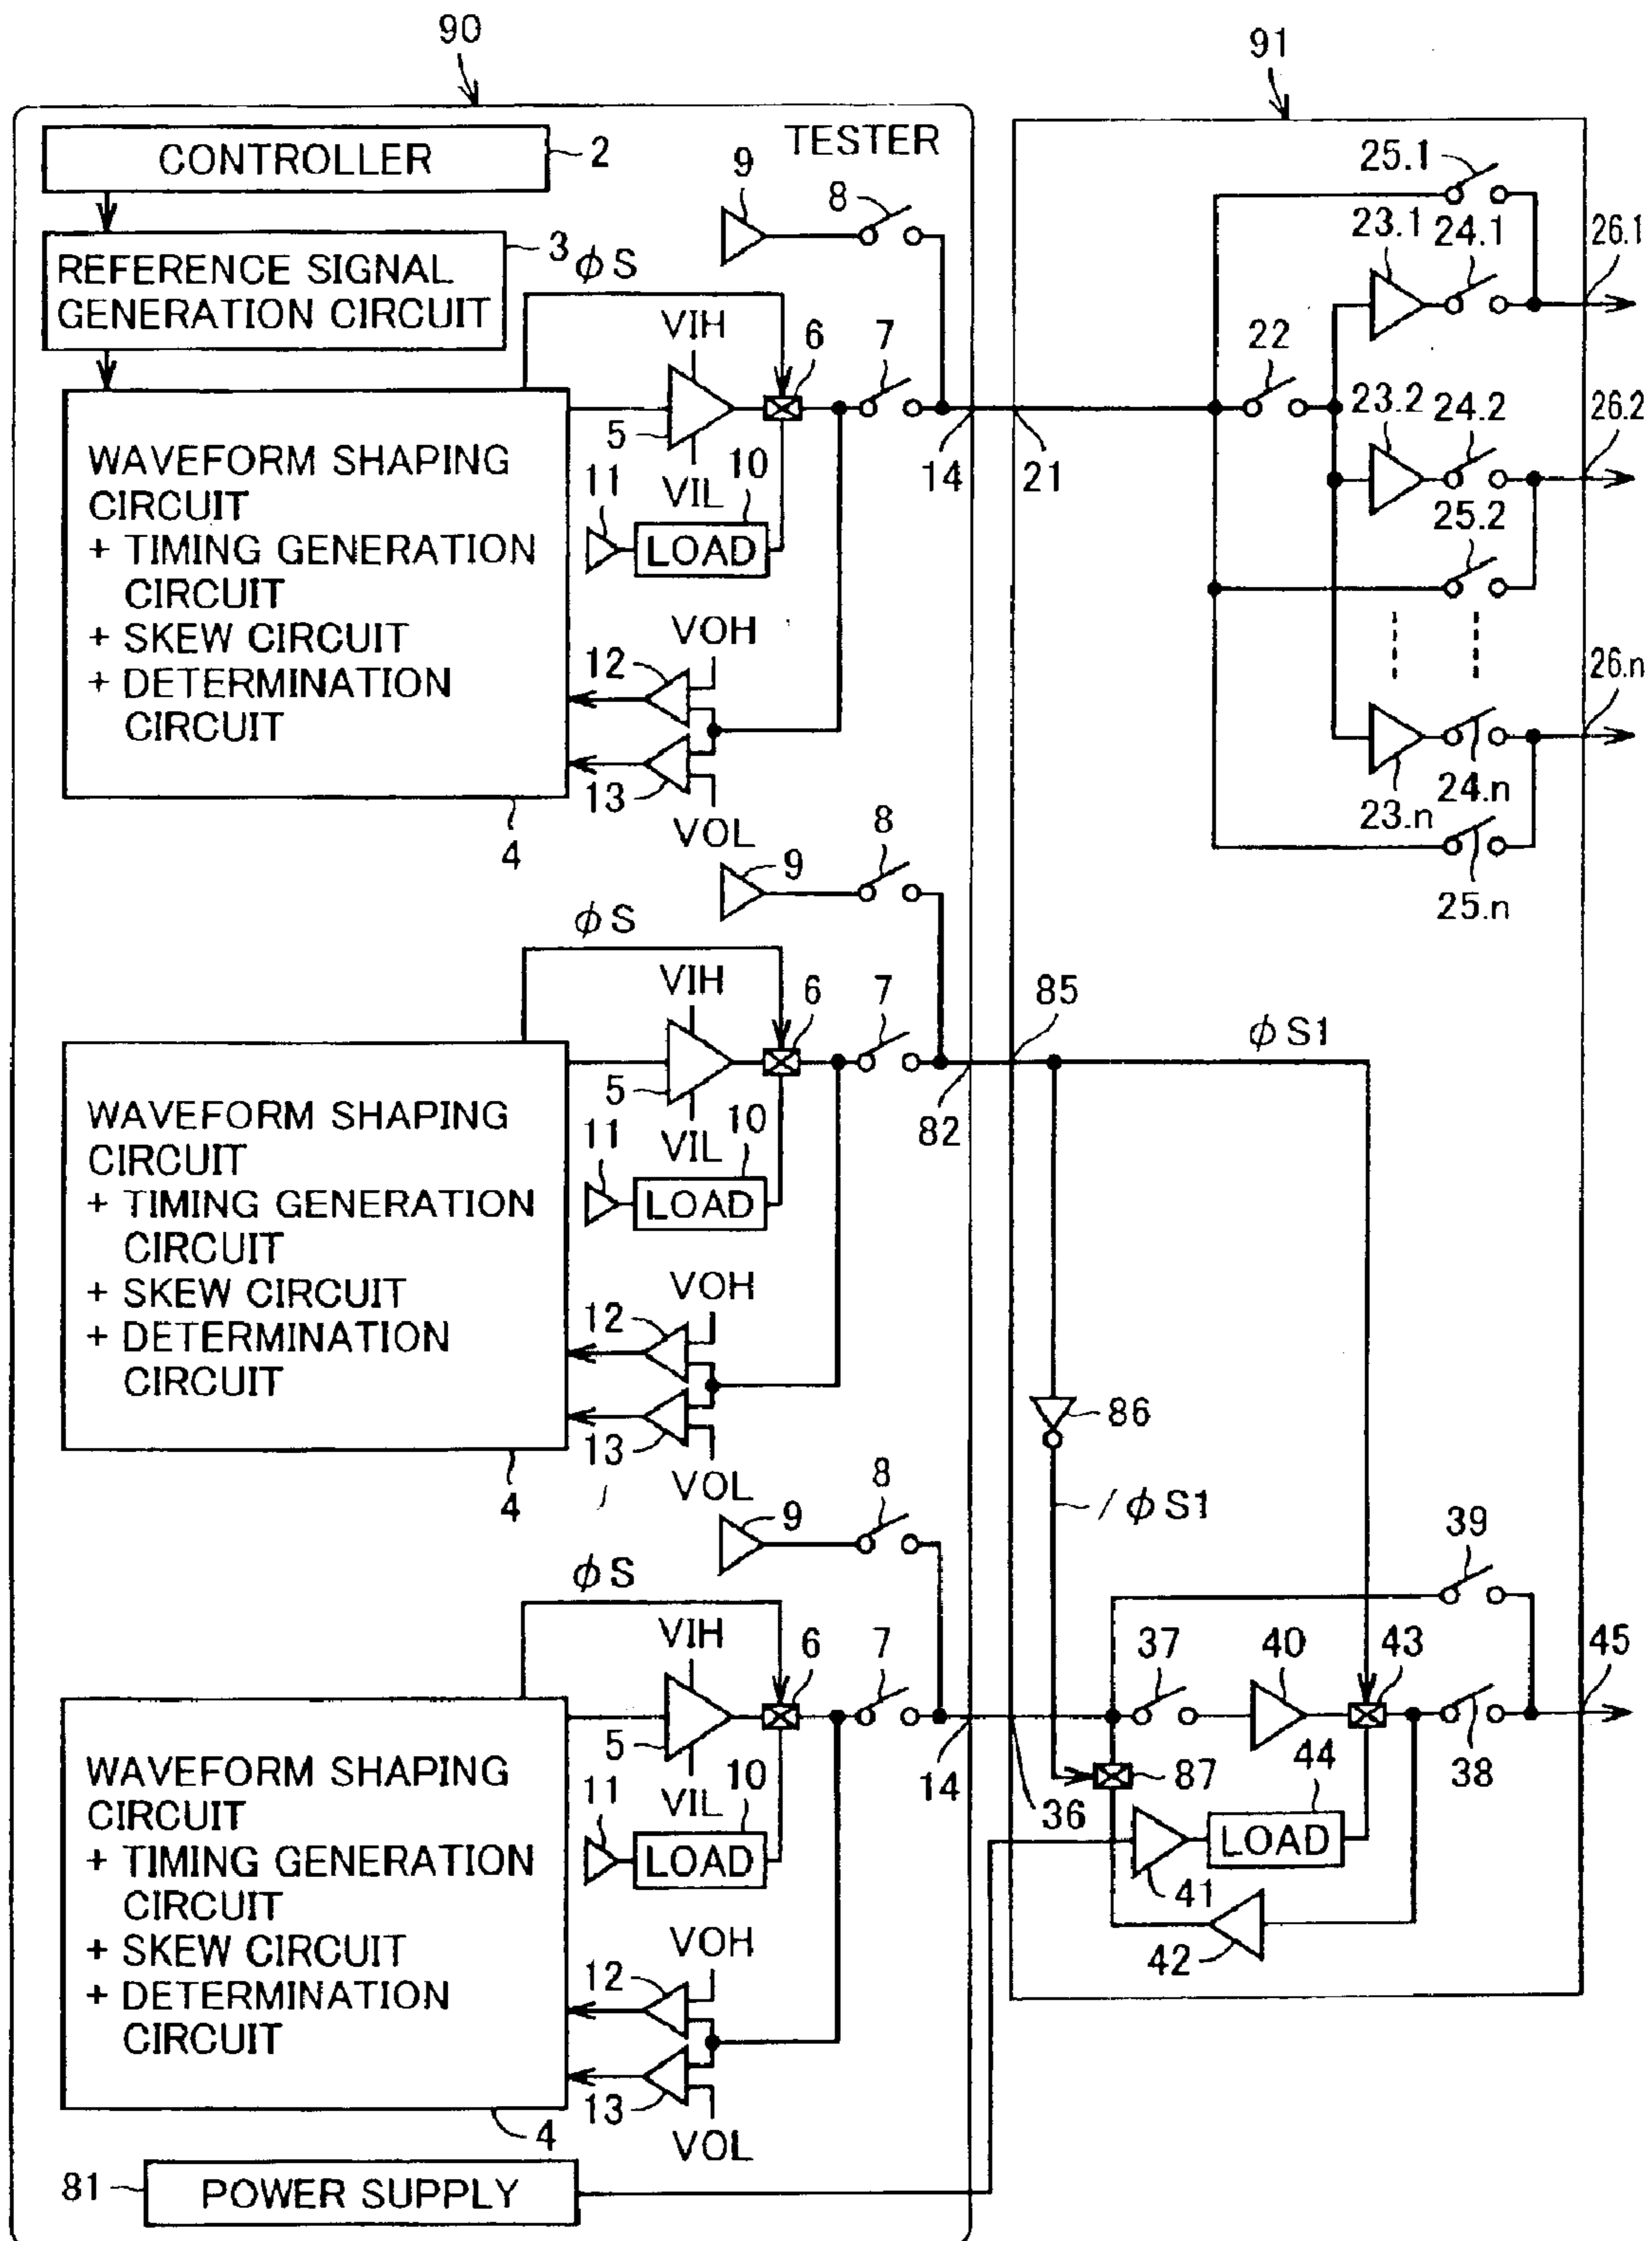 90
91
TESTER
CONTROLLER
2
9
8
25.1
23.1
24.1
26.1
REFERENCE SIGNAL
GENERATION CIRCUIT
3
ϕS
VIH
6
7
22
5
VIL
14
21
23.2
24.2
26.2
WAVEFORM SHAPING
CIRCUIT
+ TIMING GENERATION
CIRCUIT
+ SKEW CIRCUIT
+ DETERMINATION
CIRCUIT
11
10
LOAD
25.2
12
VOH
26.n
13
VOL
4
23.n
24.n
25.n
9
8
ϕS
VIH
6
7
85
ϕS1
5
VIL
82
WAVEFORM SHAPING
CIRCUIT
+ TIMING GENERATION
CIRCUIT
+ SKEW CIRCUIT
+ DETERMINATION
CIRCUIT
11
10
LOAD
12
VOH
13
VOL
4
86
/ϕS1
9
8
39
ϕS
VIH
6
7
37
40
43
45
5
VIL
14
36
87
44
38
WAVEFORM SHAPING
CIRCUIT
+ TIMING GENERATION
CIRCUIT
+ SKEW CIRCUIT
+ DETERMINATION
CIRCUIT
11
10
LOAD
LOAD
41
42
12
VOH
13
VOL
4
81
POWER SUPPLY